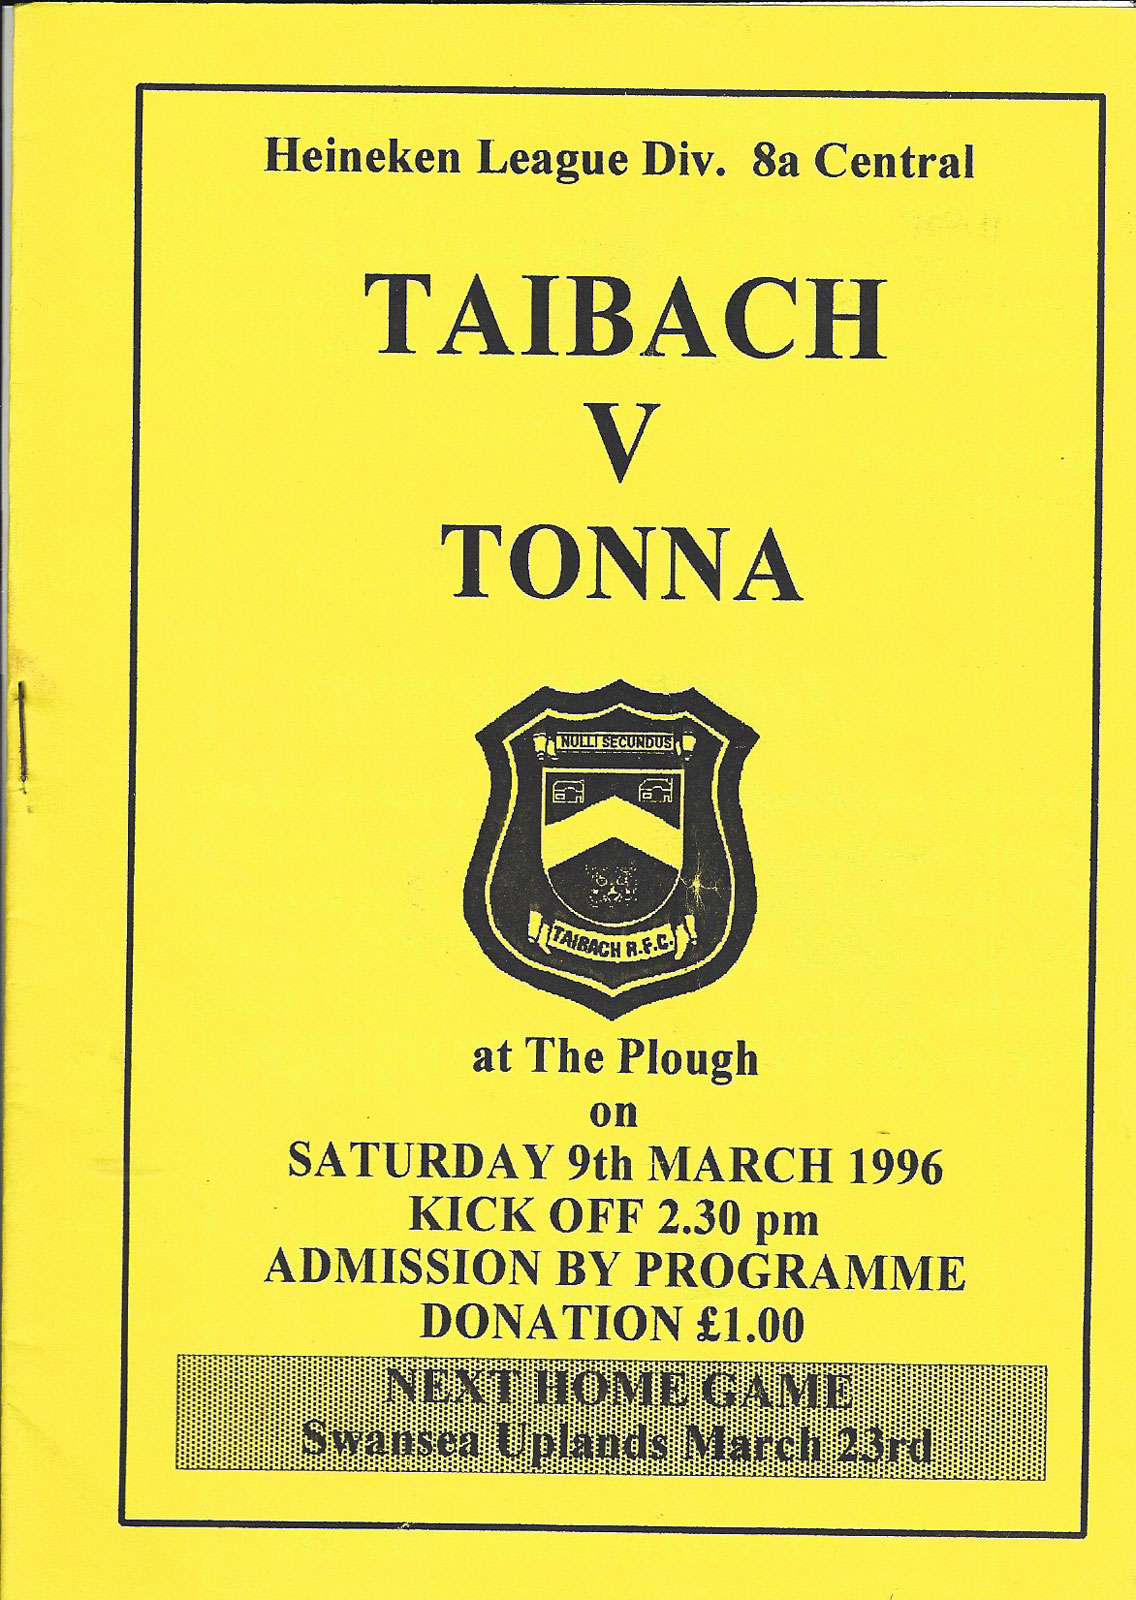 Heineken League Div. 8a Central
TAIBACH
V
TONNA
NULLI SECUNDUS
TAIBACH R.F.C.
at The Plough
on
SATURDAY 9th MARCH 1996
KICK OFF 2.30 pm
ADMISSION BY PROGRAMME
DONATION £1.00
NEXT HOME GAME
Swansea Uplands March 23rd